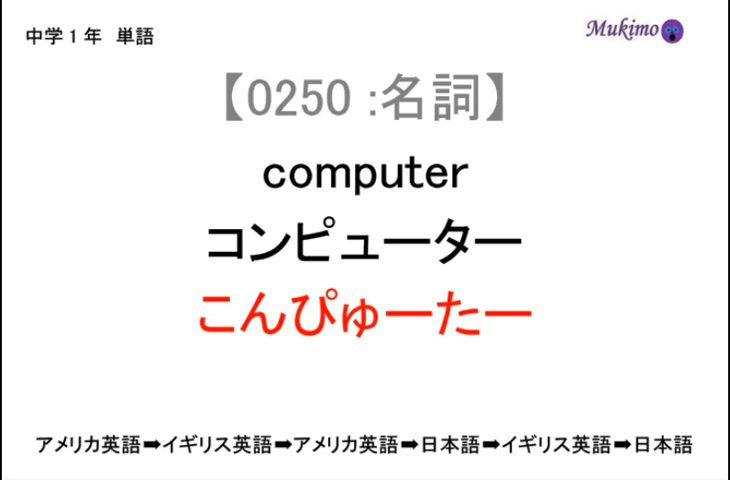 中学1年 単語
Mukimo
【0250 :名詞】
computer
コンピューター
こんぴゅーたー
アメリカ英語➡イギリス英語➡アメリカ英語➡日本語➡イギリス英語➡日本語